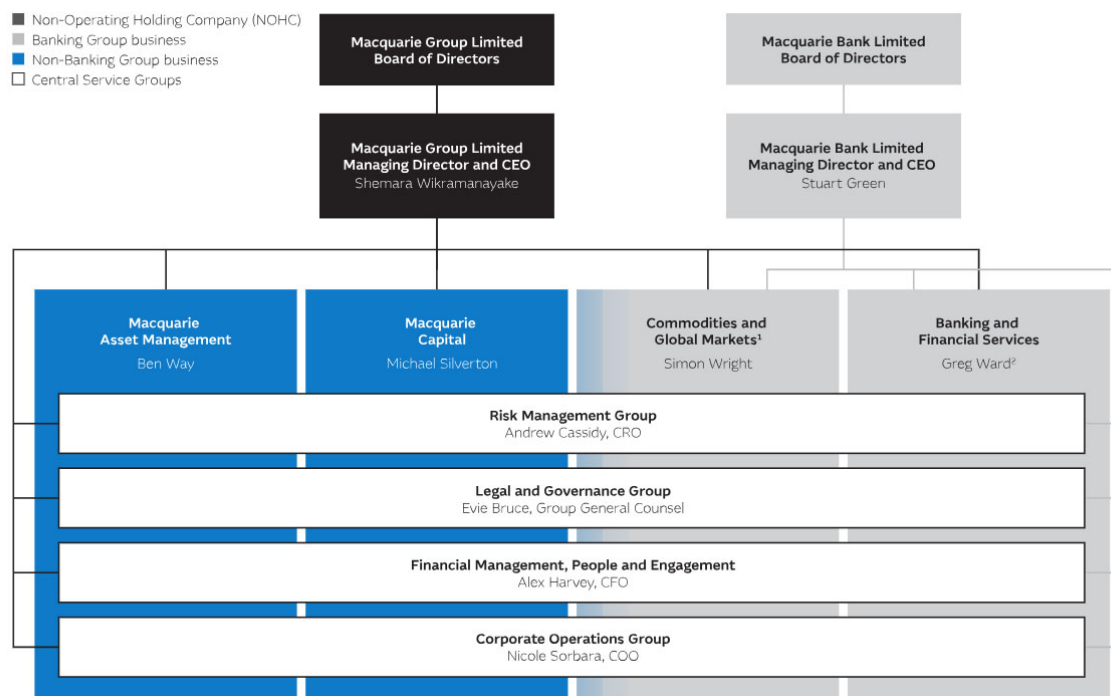 Non-Operating Holding Company (NOHC)
Banking Group business
Non-Banking Group business
Central Service Groups
Macquarie Group Limited
Board of Directors
Macquarie Bank Limited
Board of Directors
Macquarie Group Limited
Managing Director and CEO
Shemara Wikramanayake
Macquarie Bank Limited
Managing Director and CEO
Stuart Green
Macquarie
Asset Management
Ben Way
Macquarie
Capital
Michael Silverton
Commodities and
Global Markets¹
Simon Wright
Banking and
Financial Services
Greg Ward²
Risk Management Group
Andrew Cassidy, CRO
Legal and Governance Group
Evie Bruce, Group General Counsel
Financial Management, People and Engagement
Alex Harvey, CFO
Corporate Operations Group
Nicole Sorbara, COO